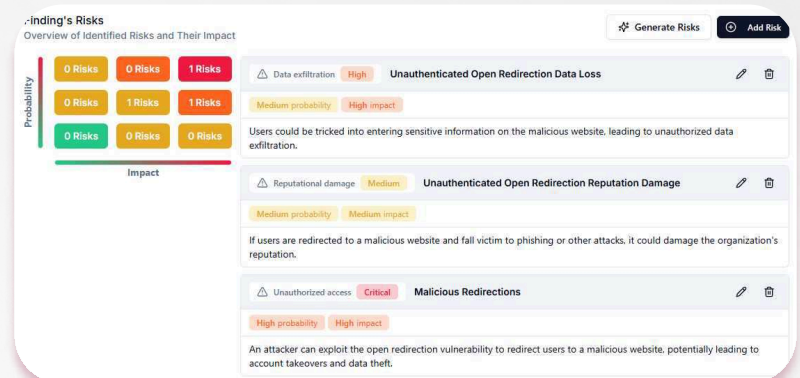 -inding's Risks
Overview of Identified Risks and Their Impact
Generate Risks
Add Risk
Probability
0 Risks 0 Risks 1 Risks
0 Risks 1 Risks 1 Risks
0 Risks 0 Risks 0 Risks
Impact
Data exfiltration High Unauthenticated Open Redirection Data Loss
Medium probability High impact
Users could be tricked into entering sensitive information on the malicious website, leading to unauthorized data
exfiltration.
Reputational damage Medium Unauthenticated Open Redirection Reputation Damage
Medium probability Medium impact
If users are redirected to a malicious website and fall victim to phishing or other attacks, it could damage the organization's
reputation.
Unauthorized access Critical Malicious Redirections
High probability High impact
An attacker can exploit the open redirection vulnerability to redirect users to a malicious website, potentially leading to
account takeovers and data theft.